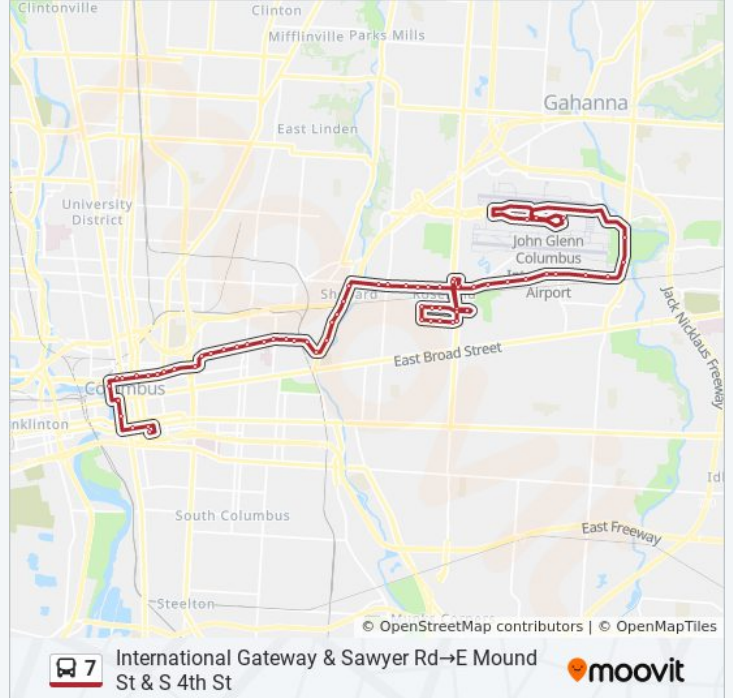 Clintonville
Clinton
Mifflinville
Parks Mills
Gahanna
East Linden
University
District
John Glenn
Columbus
Airport
Jack Nicklaus Freeway
East Broad Street
Columbus
nklinton
South Columbus
East Freeway
Steelton
© OpenStreetMap contributors | © OpenMapTiles
7
International Gateway & Sawyer Rd→E Mound
St & S 4th St
moovit